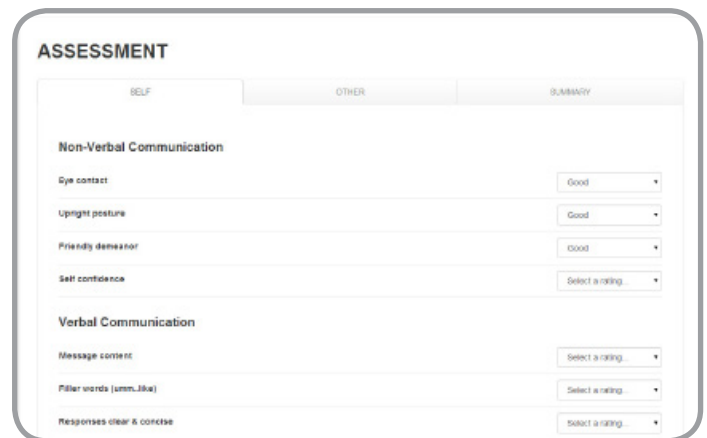 ASSESSMENT
SELF OTHER SUMMARY
Non-Verbal Communication
Eye contact Good
Upright posture Good
Friendly demeanor Good
Self confidence Select a rating...
Verbal Communication
Message content Select a rating...
Filler words (umm..like) Select a rating...
Responses clear & concise Select a rating...